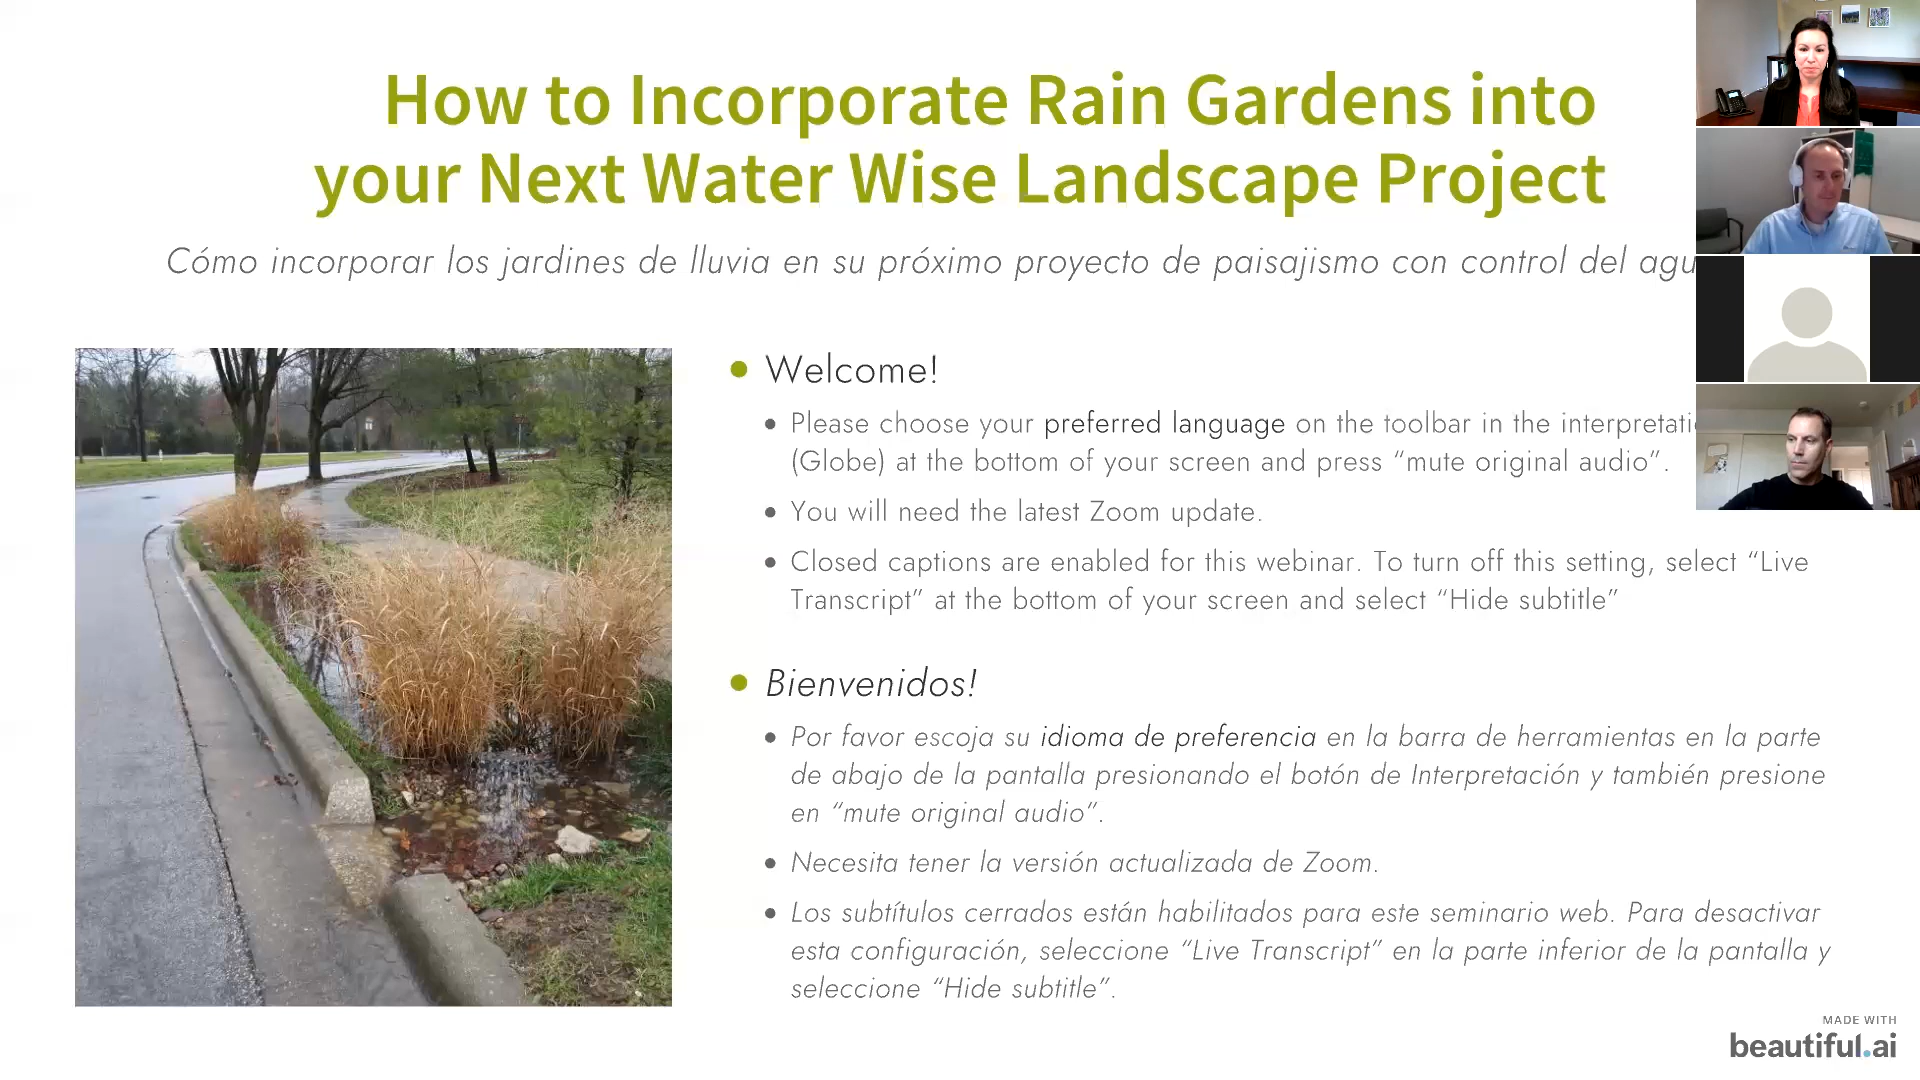 How to Incorporate Rain Gardens into
your Next Water Wise Landscape Project
Cómo incorporar los jardines de lluvia en su próximo proyecto de paisajismo con control del
Welcome!
Please choose your preferred language on the toolbar in the
(Globe) at the bottom of your screen and press “mute original audio”.
You will need the latest Zoom update.
Closed captions are enabled for this webinar. To turn off this setting, select “Live
Transcript” at the bottom of your screen and select “Hide subtitle”
Bienvenidos!
Por favor escoja su idioma de preferencia en la barra de herramientas en la parte
de abajo de la pantalla presionando el botón de Interpretación y también presione
en “mute original audio”.
Necesita tener la versión actualizada de Zoom.
Los subtítulos cerrados están habilitados para este seminario web. Para desactivar
esta configuración, seleccione “Live Transcript” en la parte inferior de la pantalla y
seleccione “Hide subtitle”.
MADE WITH
beautiful.ai